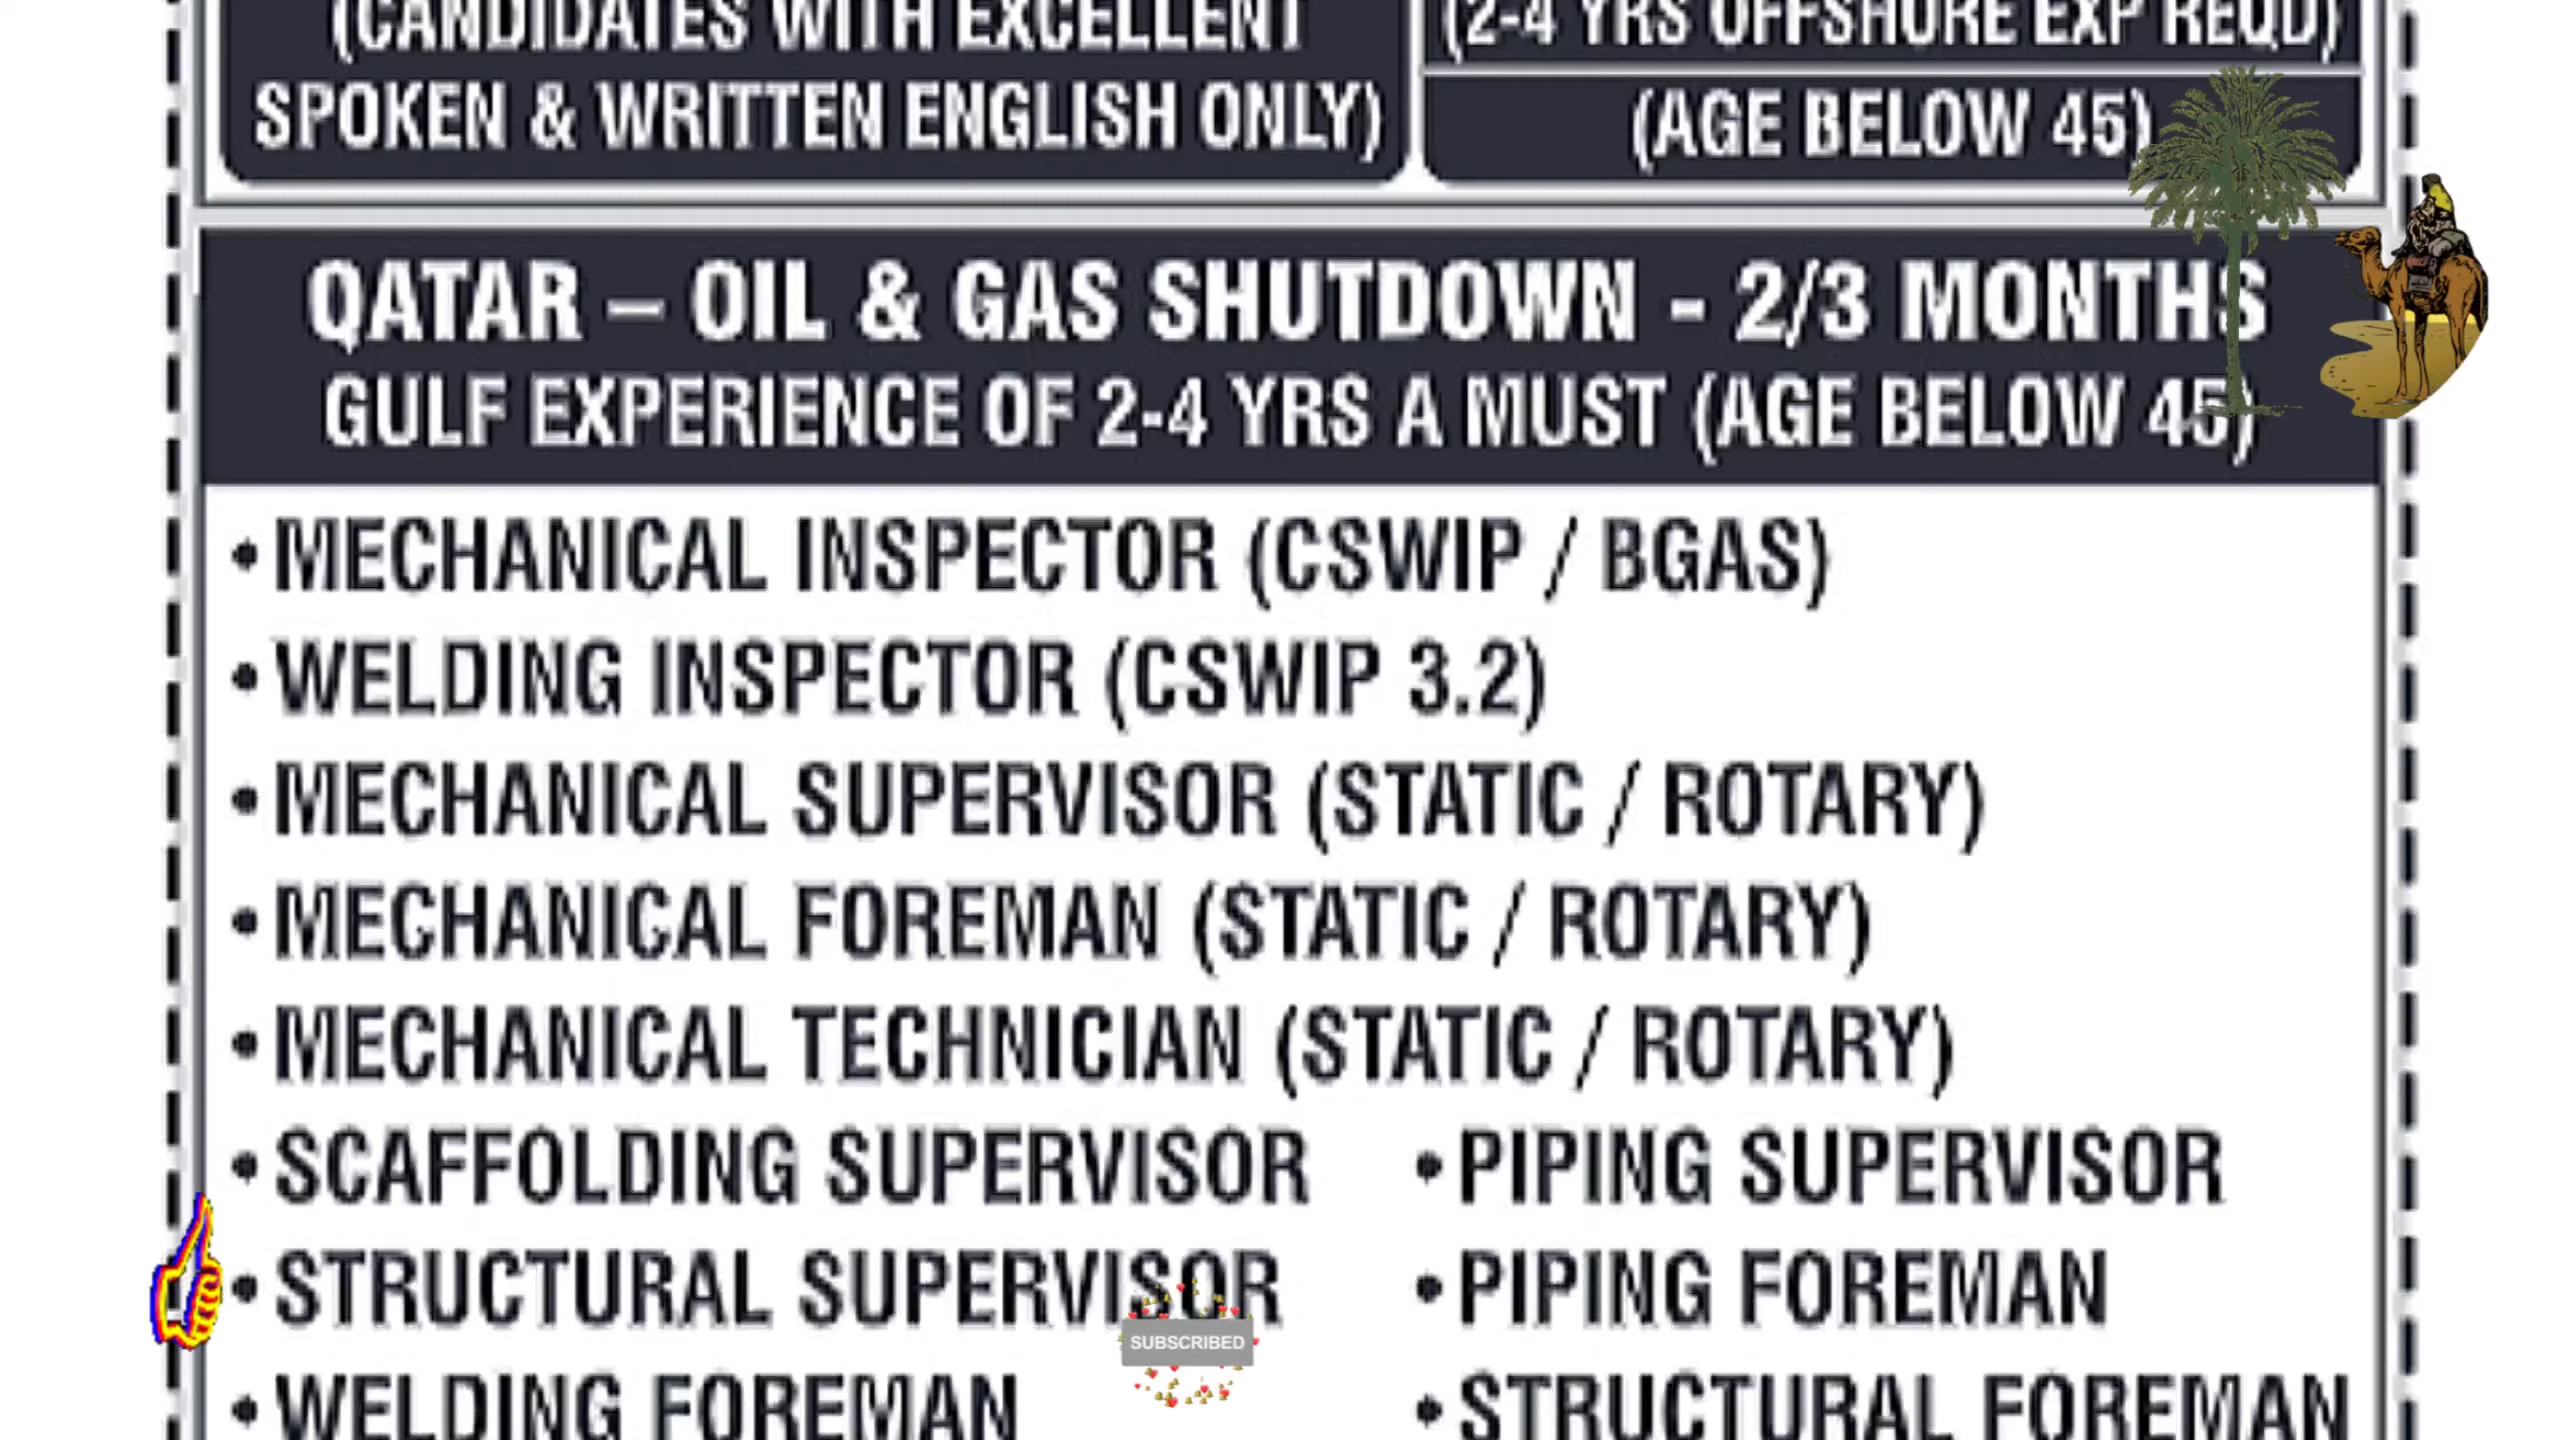 (CANDIDATES WITH EXCELLENT
SPOKEN & WRITTEN ENGLISH ONLY)
(2-4 YRS OFFSHORE EXP REQD)
(AGE BELOW 45)
QATAR – OIL & GAS SHUTDOWN - 2/3 MONTHS
GULF EXPERIENCE OF 2-4 YRS A MUST (AGE BELOW 45)
• MECHANICAL INSPECTOR (CSWIP / BGAS)
• WELDING INSPECTOR (CSWIP 3.2)
• MECHANICAL SUPERVISOR (STATIC / ROTARY)
• MECHANICAL FOREMAN (STATIC / ROTARY)
• MECHANICAL TECHNICIAN (STATIC / ROTARY)
• SCAFFOLDING SUPERVISOR • PIPING SUPERVISOR
• STRUCTURAL SUPERVISOR • PIPING FOREMAN
SUBSCRIBED
• WELDING FOREMAN • STRUCTURAL FOREMAN